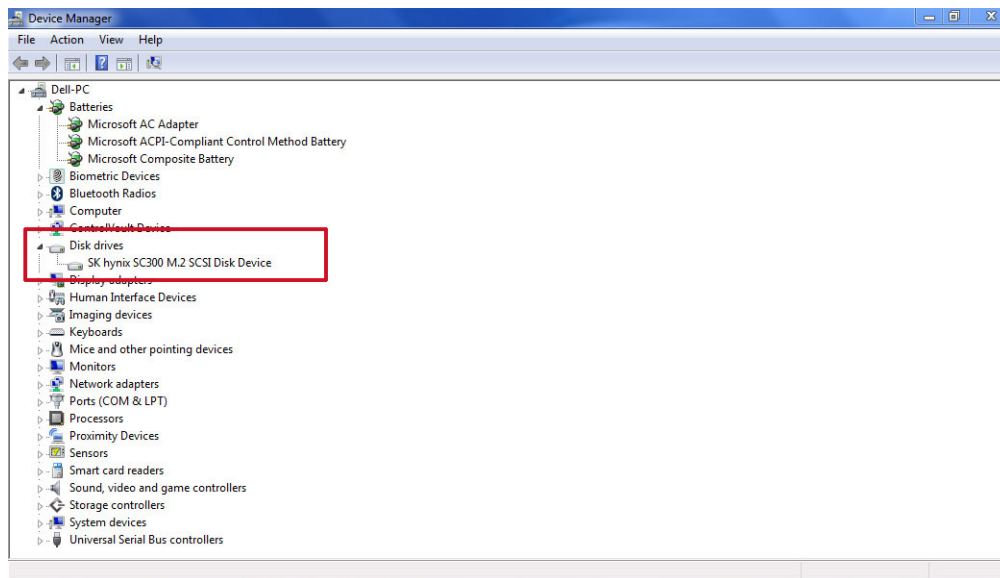 Device Manager
File Action View Help
Dell-PC
Batteries
Microsoft AC Adapter
Microsoft ACPI-Compliant Control Method Battery
Microsoft Composite Battery
Biometric Devices
Bluetooth Radios
Computer
ControlVault Device
Disk drives
SK hynix SC300 M.2 SCSI Disk Device
Display adapters
Human Interface Devices
Imaging devices
Keyboards
Mice and other pointing devices
Monitors
Network adapters
Ports (COM & LPT)
Processors
Proximity Devices
Sensors
Smart card readers
Sound, video and game controllers
Storage controllers
System devices
Universal Serial Bus controllers